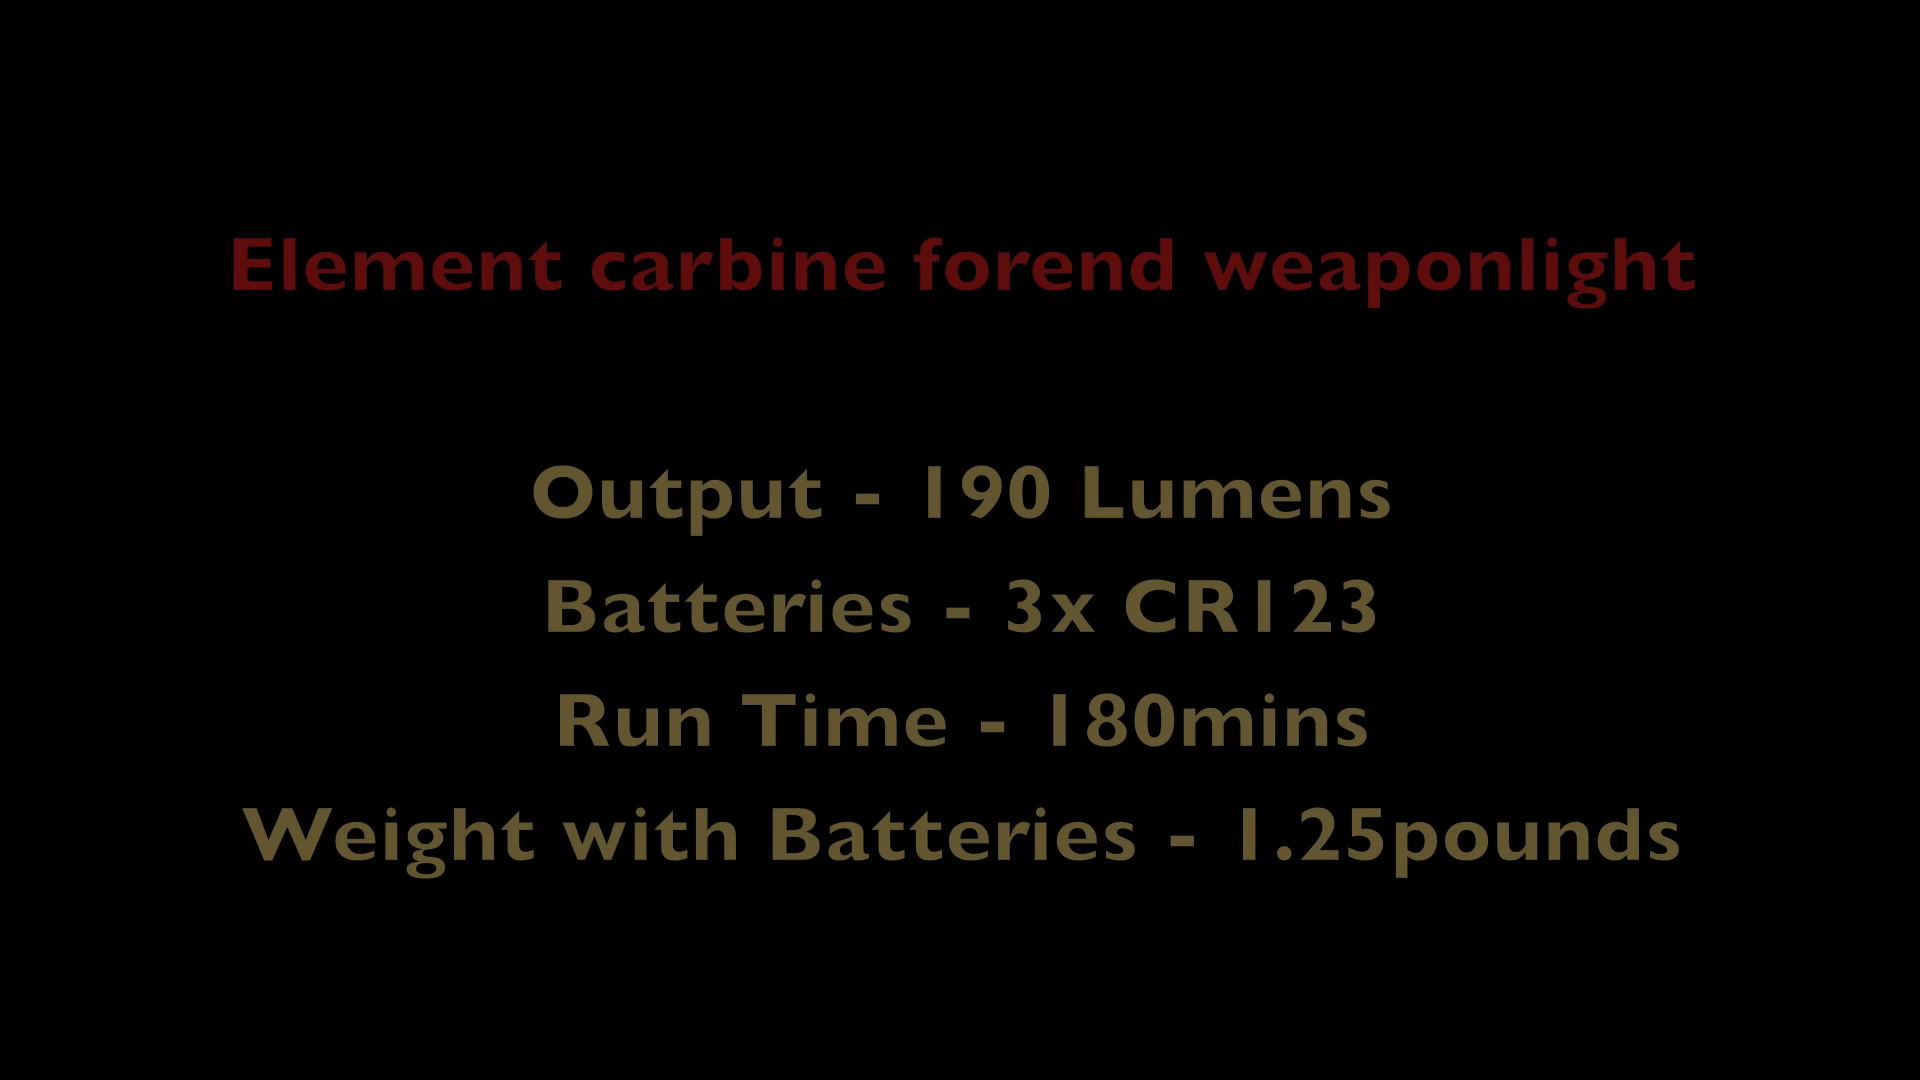 Element carbine forend weaponlight
Output - 190 Lumens
Batteries - 3x CR123
Run Time - 180mins
Weight with Batteries - 1.25pounds